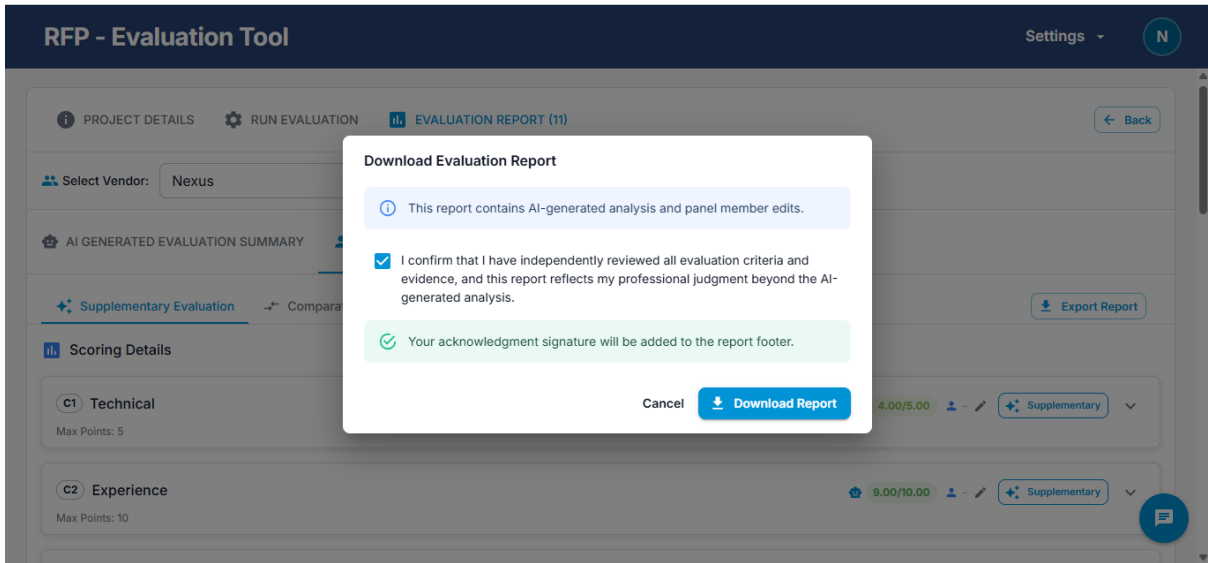 RFP - Evaluation Tool
Settings
N
PROJECT DETAILS
RUN EVALUATION
EVALUATION REPORT (11)
Back
Select Vendor:
Nexus
AI GENERATED EVALUATION SUMMARY
Supplementary Evaluation
Export Report
Scoring Details
C1 Technical
Max Points: 5
4.00/5.00
-
Supplementary
C2 Experience
Max Points: 10
9.00/10.00
-
Supplementary
Download Evaluation Report
This report contains AI-generated analysis and panel member edits.
I confirm that I have independently reviewed all evaluation criteria and
evidence, and this report reflects my professional judgment beyond the AI-
generated analysis.
Your acknowledgment signature will be added to the report footer.
Cancel
Download Report